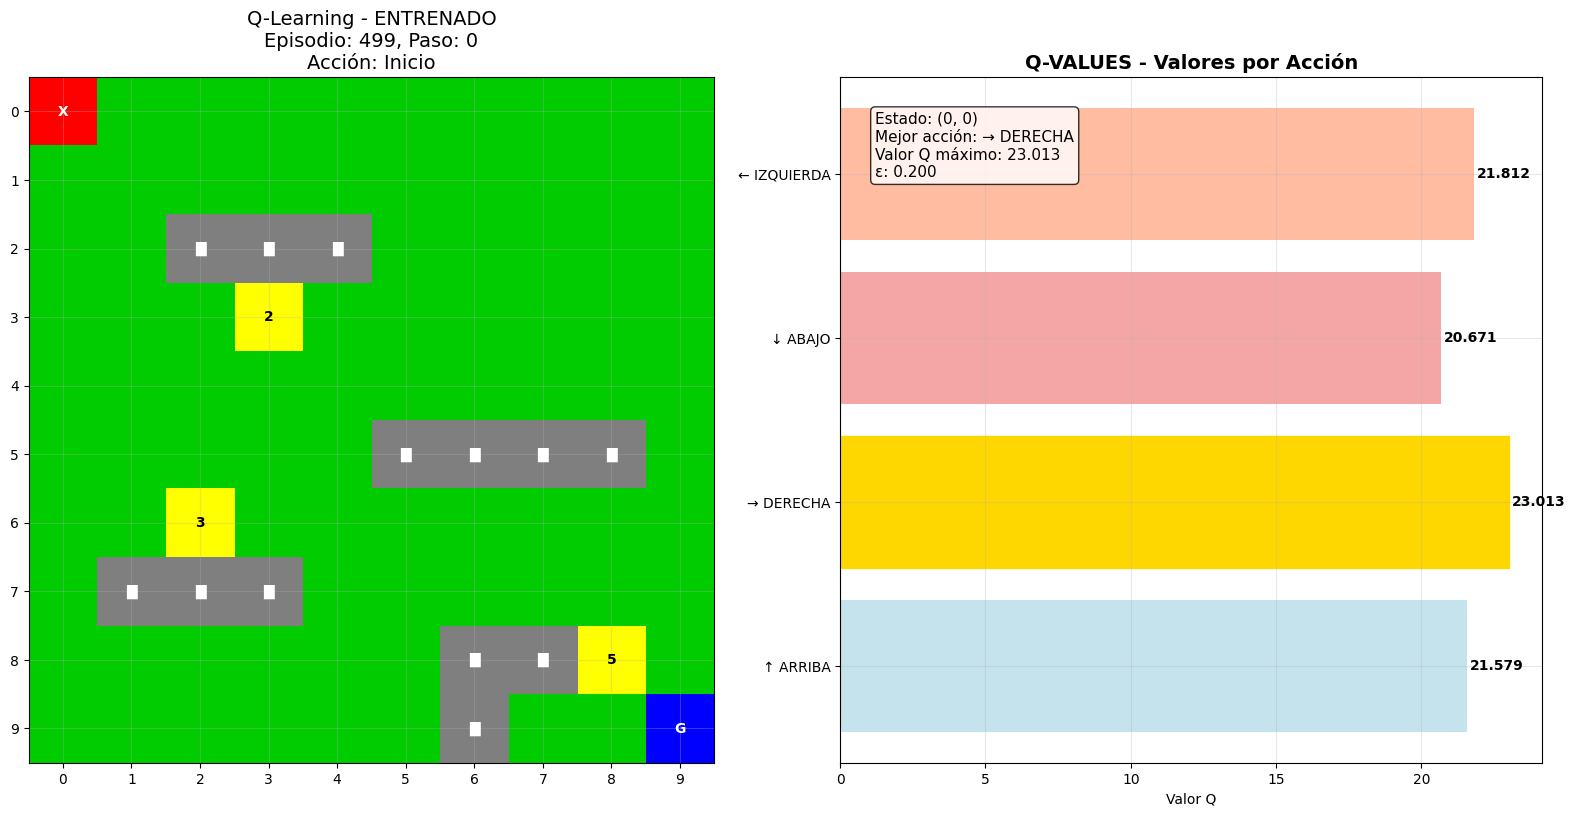 Q-Learning - ENTRENADO
Episodio: 499, Paso: 0
Acción: Inicio
X
2
3
5
G
0
1
2
3
4
5
6
7
8
9
0 1 2 3 4 5 6 7 8 9
Q-VALUES - Valores por Acción
Estado: (0, 0)
Mejor acción: → DERECHA
Valor Q máximo: 23.013
ε: 0.200
← IZQUIERDA
21.812
↓ ABAJO
20.671
→ DERECHA
23.013
↑ ARRIBA
21.579
0 5 10 15 20
Valor Q